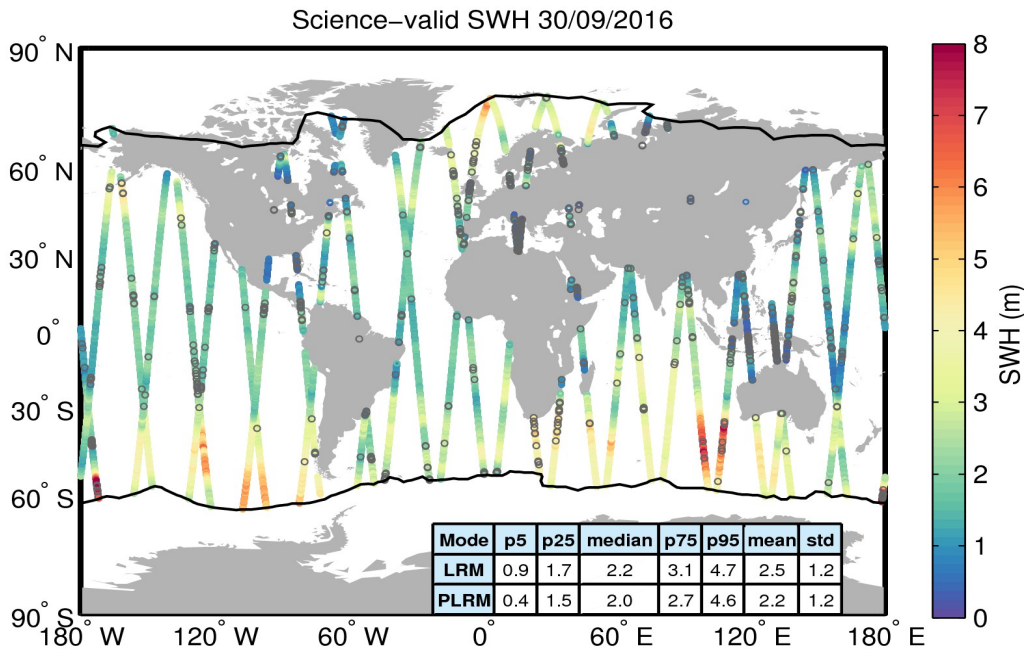 Science−valid SWH 30/09/2016
90° N
60° N
30° N
0°
30° S
60° S
90° S
180° W
120° W
60° W
0°
60° E
120° E
180° E
Mode p5 p25 median p75 p95 mean std
LRM 0.9 1.7 2.2 3.1 4.7 2.5 1.2
PLRM 0.4 1.5 2.0 2.7 4.6 2.2 1.2
8
7
6
5
4
3
2
1
0
SWH (m)